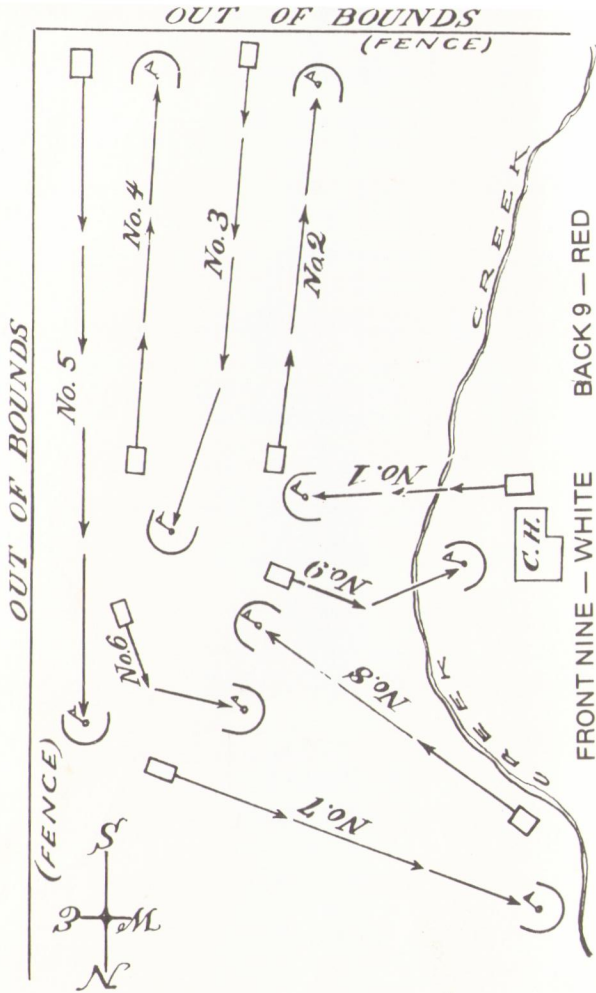 OUT OF BOUNDS
(FENCE)
CREEK
No. 4
No. 3
No. 2
No. 5
OUT OF BOUNDS
BACK 9 — RED
No. 1
C.H.
No. 9
No. 6
No. 8
CREEK
FRONT NINE — WHITE
No. 7
(FENCE)
S
E
W
N